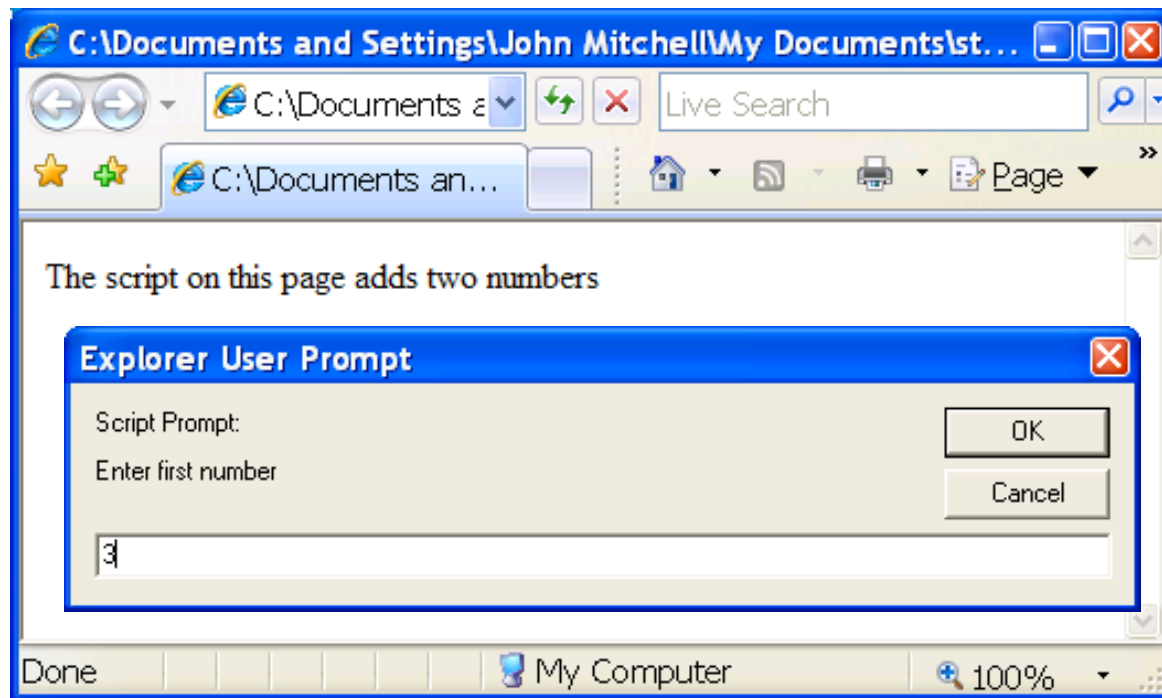 C:\Documents and Settings\John Mitchell\My Documents\st...
C:\Documents a
Live Search
C:\Documents an...
Page
»
The script on this page adds two numbers
Explorer User Prompt
Script Prompt:
OK
Enter first number
Cancel
3
Done
My Computer
100%